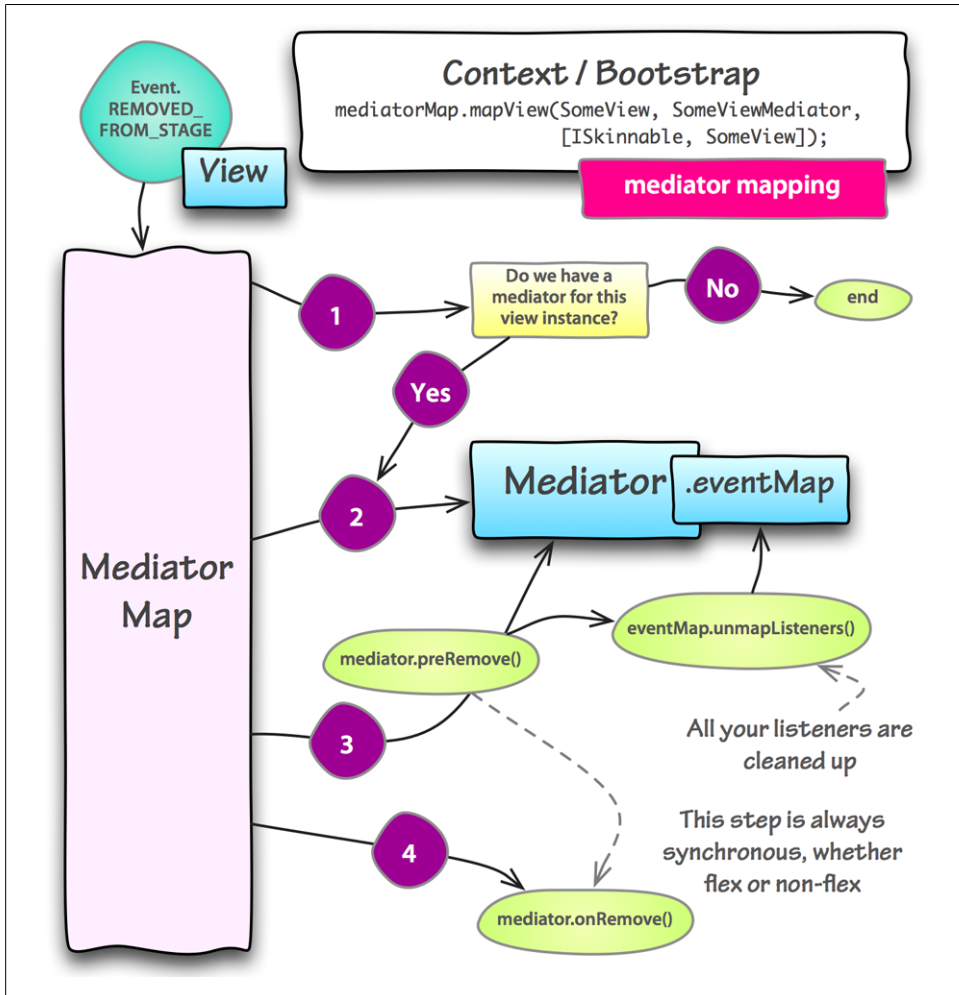 Event.
REMOVED_
FROM_STAGE
View
Context / Bootstrap
mediatorMap.mapView(SomeView, SomeViewMediator,
[ISkinnable, SomeView]);
mediator mapping
Do we have a
mediator for this
view instance?
No
end
1
Yes
2
Mediator
.eventMap
Mediator
Map
mediator.preRemove()
eventMap.unmapListeners()
3
All your listeners are
cleaned up
4
This step is always
synchronous, whether
flex or non-flex
mediator.onRemove()